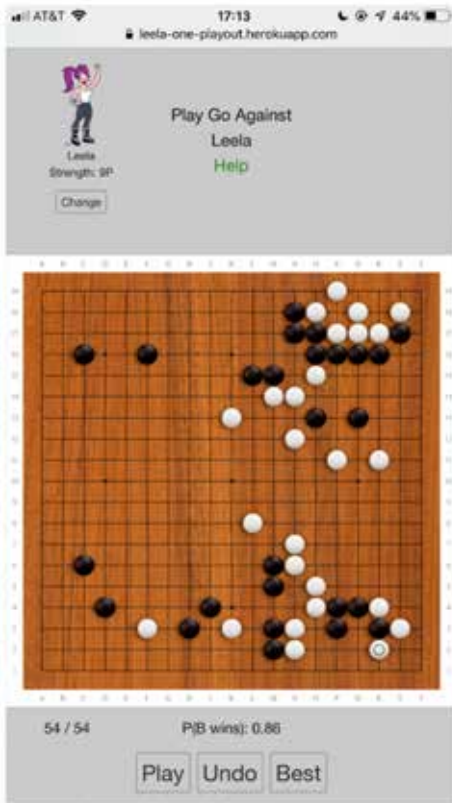 AT&T 17:13 44%
leela-one-playout.herokuapp.com
Leela
Strength: 9P
Change
Play Go Against
Leela
Help
54 / 54 P(B wins): 0.86
Play Undo Best